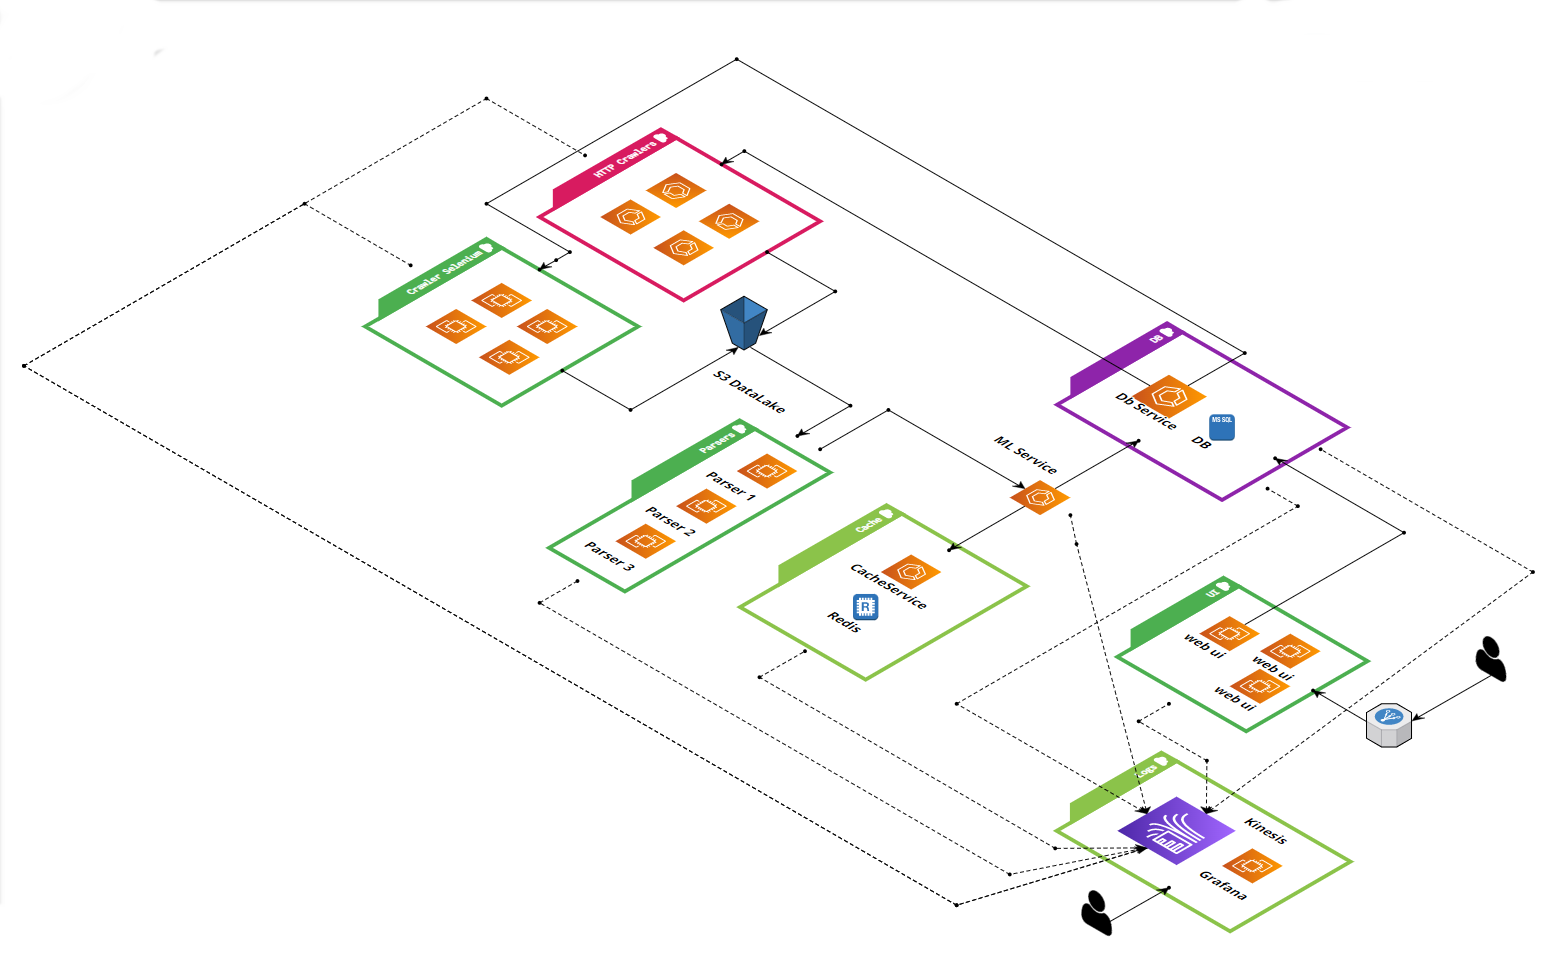 HTTP Crawlers
Crawler Selenium
S3 DataLake
DB
Db Service
MS SQL
DB
Parsers
Parser 1
Parser 2
Parser 3
ML Service
Cache
CacheService
R
Redis
UI
web ui
web ui
web ui
Logs
Kinesis
Grafana